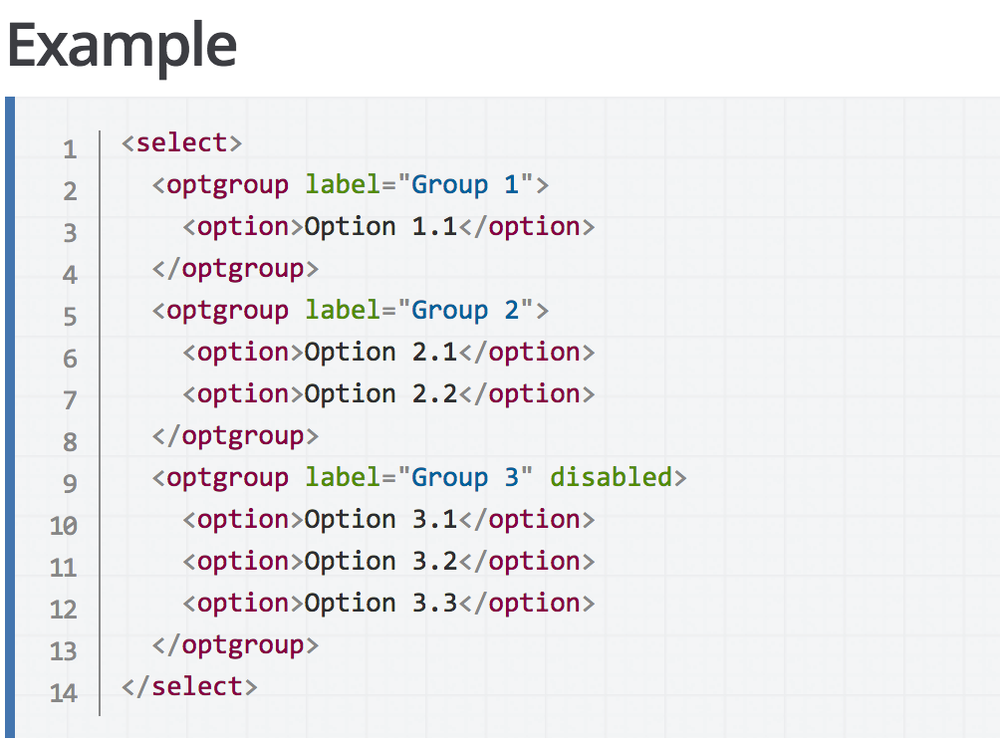 Example
1 <select>
2   <optgroup label="Group 1">
3     <option>Option 1.1</option>
4   </optgroup>
5   <optgroup label="Group 2">
6     <option>Option 2.1</option>
7     <option>Option 2.2</option>
8   </optgroup>
9   <optgroup label="Group 3" disabled>
10     <option>Option 3.1</option>
11     <option>Option 3.2</option>
12     <option>Option 3.3</option>
13   </optgroup>
14 </select>